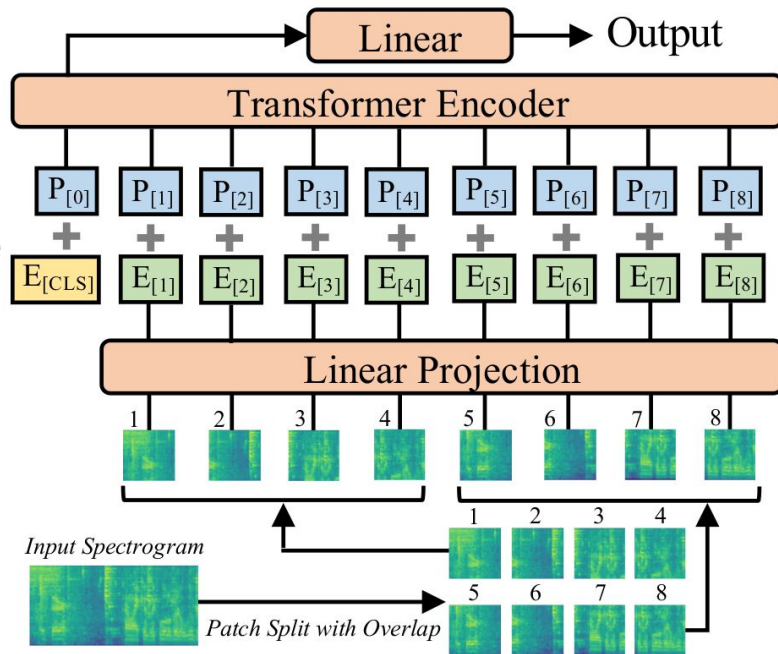 Linear Output
Transformer Encoder
P[0] P[1] P[2] P[3] P[4] P[5] P[6] P[7] P[8]
+ + + + + + + + +
E[CLS] E[1] E[2] E[3] E[4] E[5] E[6] E[7] E[8]
Linear Projection
1 2 3 4 5 6 7 8
1 2 3 4
Input Spectrogram
5 6 7 8
Patch Split with Overlap